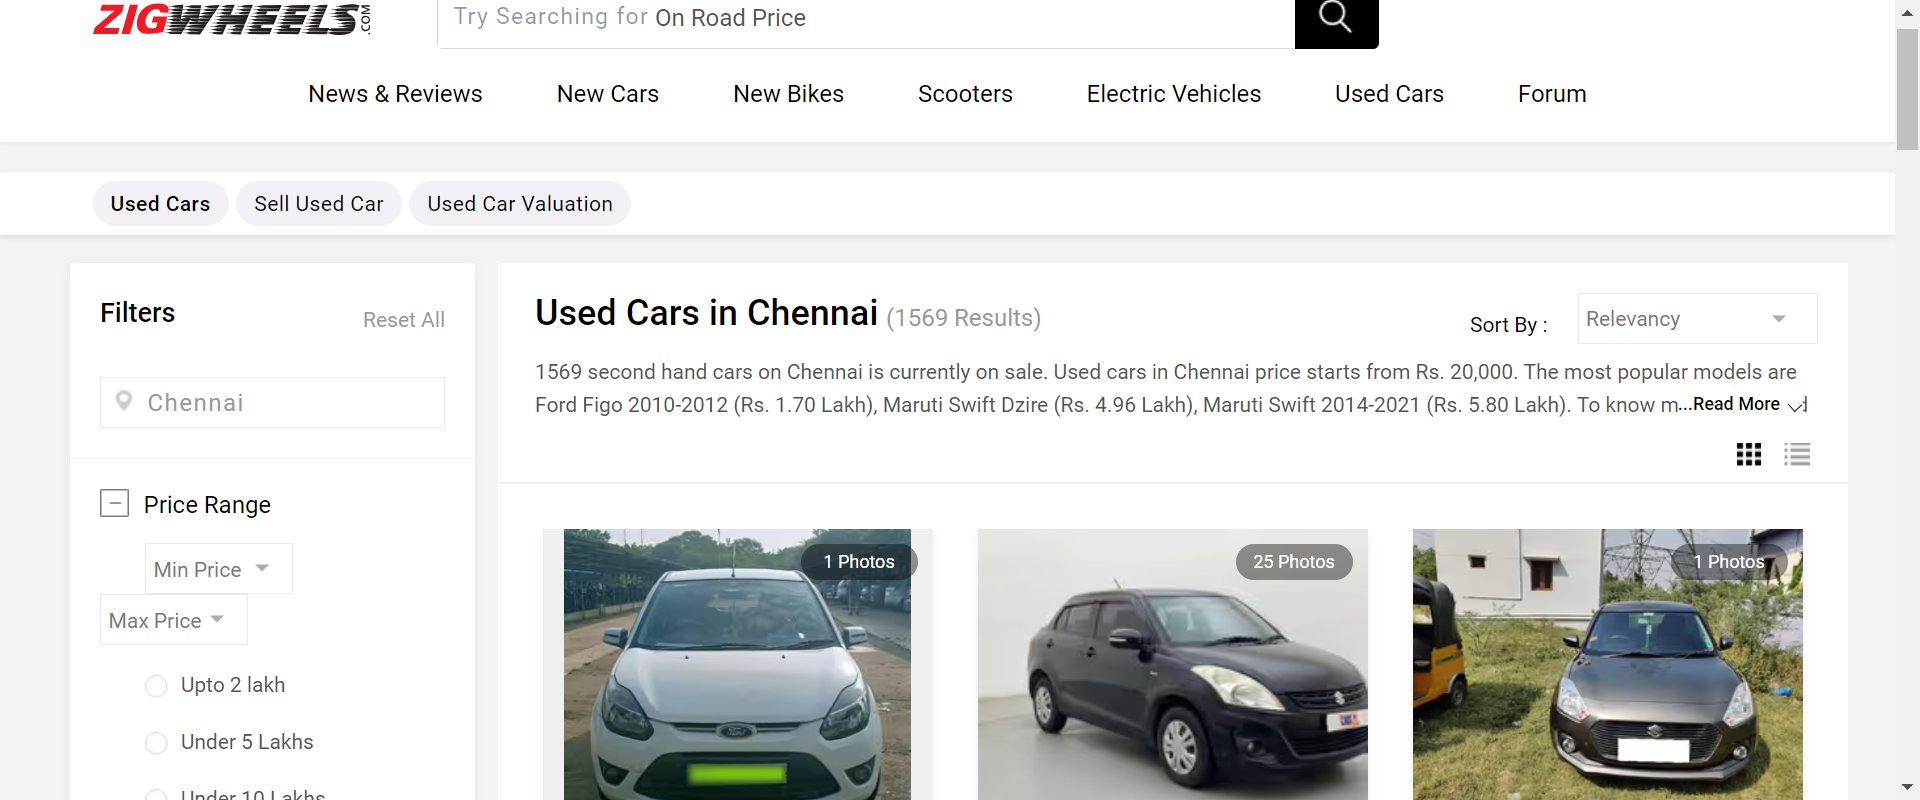 ZIGWHEELS.COM
Try Searching for On Road Price
News & Reviews New Cars New Bikes Scooters Electric Vehicles Used Cars Forum
Used Cars Sell Used Car Used Car Valuation
Filters
Reset All
Chennai
Price Range
Min Price
Max Price
Upto 2 lakh
Under 5 Lakhs
Under 10 Lakhs
Used Cars in Chennai (1569 Results)
Sort By :
Relevancy
1569 second hand cars on Chennai is currently on sale. Used cars in Chennai price starts from Rs. 20,000. The most popular models are
Ford Figo 2010-2012 (Rs. 1.70 Lakh), Maruti Swift Dzire (Rs. 4.96 Lakh), Maruti Swift 2014-2021 (Rs. 5.80 Lakh). To know m...Read More
1 Photos
25 Photos
1 Photos
Ford